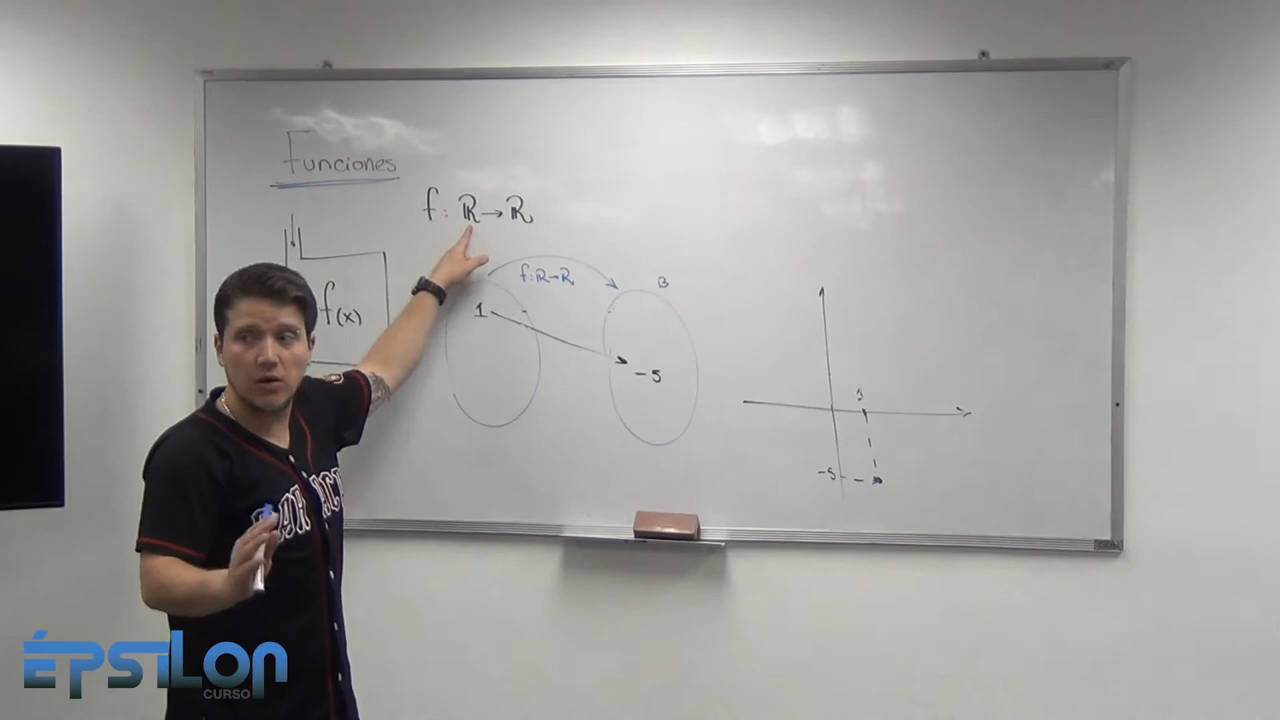 Funciones
f: ℝ→ℝ
f: ℝ→ℝ
B
f(x)
1
-5
1
-5
ÉPSILON
CURSO